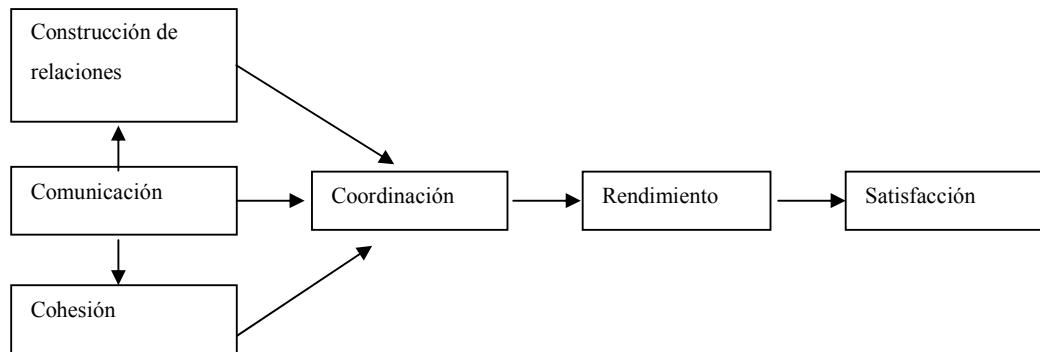 Construcción de
relaciones
Comunicación
Coordinación
Rendimiento
Satisfacción
Cohesión